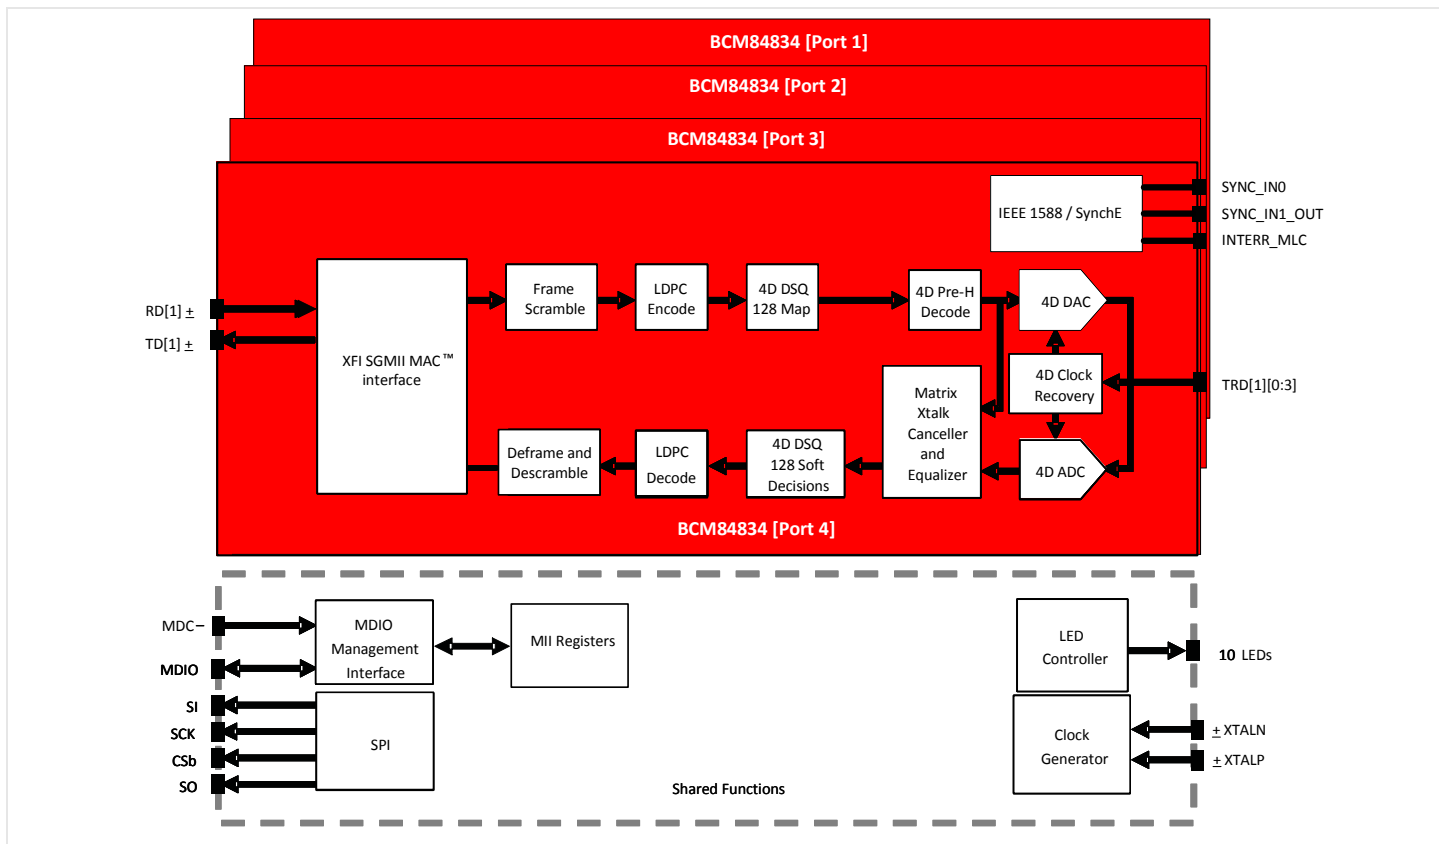 BCM84834 [Port 1]
BCM84834 [Port 2]
BCM84834 [Port 3]
IEEE 1588 / SynchE
SYNC_IN0
SYNC_IN1_OUT
INTERR_MLC
RD[1] ±
TD[1] ±
XFI SGMII MAC™
interface
Frame
Scramble
LDPC
Encode
4D DSQ
128 Map
4D Pre-H
Decode
4D DAC
4D Clock
Recovery
TRD[1][0:3]
Matrix
Xtalk
Canceller
and
Equalizer
Deframe and
Descramble
LDPC
Decode
4D DSQ
128 Soft
Decisions
4D ADC
BCM84834 [Port 4]
MDC–
MDIO
SI
SCK
CSb
SO
MDIO
Management
Interface
MII Registers
SPI
LED
Controller
10 LEDs
Clock
Generator
± XTALN
± XTALP
Shared Functions